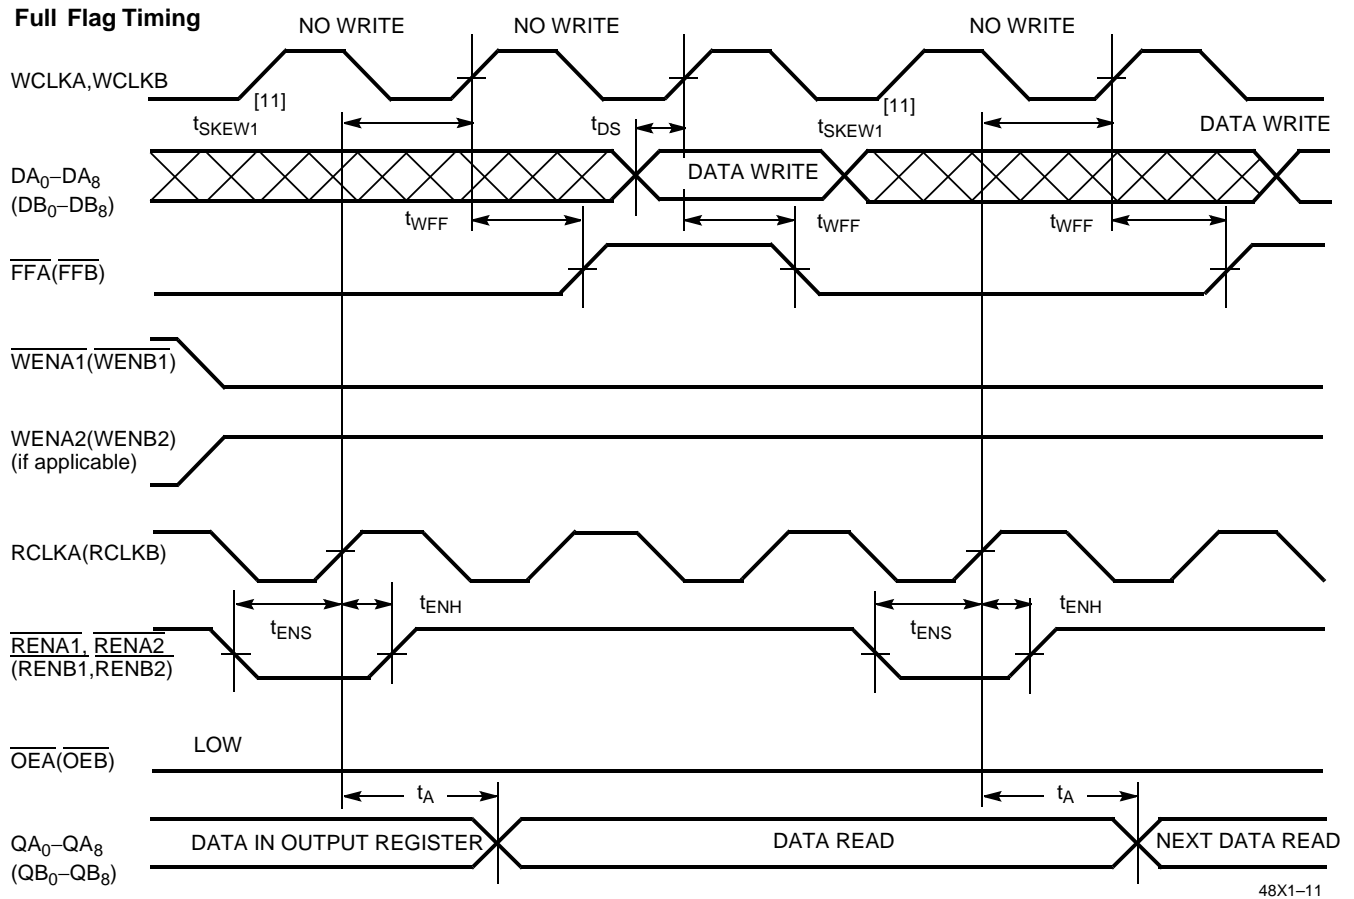 Full Flag Timing
NO WRITE
NO WRITE
NO WRITE
WCLKA,WCLKB
[11]
[11]
tSKEW1
tDS
tSKEW1
DATA WRITE
DATA WRITE
DA0–DA8
(DB0–DB8)
tWFF
tWFF
tWFF
FFA(FFB)
WENA1(WENB1)
WENA2(WENB2)
(if applicable)
RCLKA(RCLKB)
tENH
tENH
tENS
tENS
RENA1, RENA2
(RENB1,RENB2)
LOW
OEA(OEB)
tA
tA
QA0–QA8
(QB0–QB8)
DATA IN OUTPUT REGISTER
DATA READ
NEXT DATA READ
48X1–11